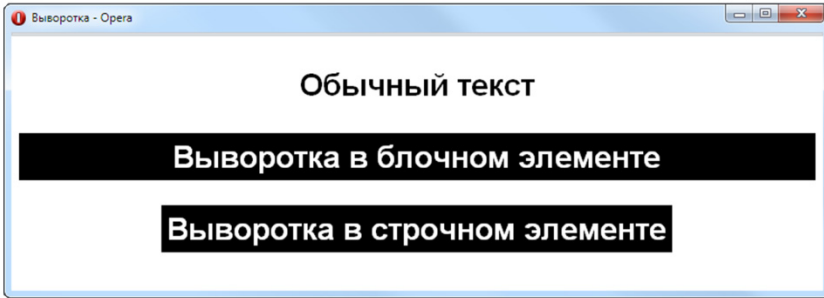 Выворотка - Opera
Обычный текст
Выворотка в блочном элементе
Выворотка в строчном элементе